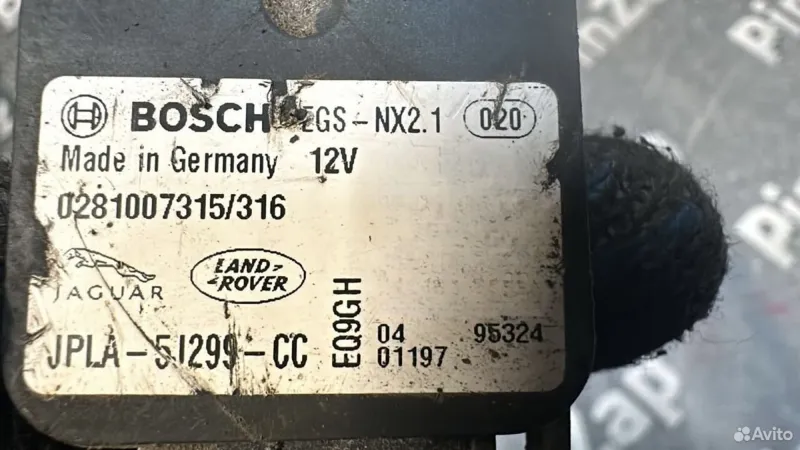 BOSCH EGS-NX2.1 020
Made in Germany 12V
0281007315/316
JAGUAR
LAND-
ROVER
JPLA-5J299-CC
EQ9GH
04
01197
95324
Avito